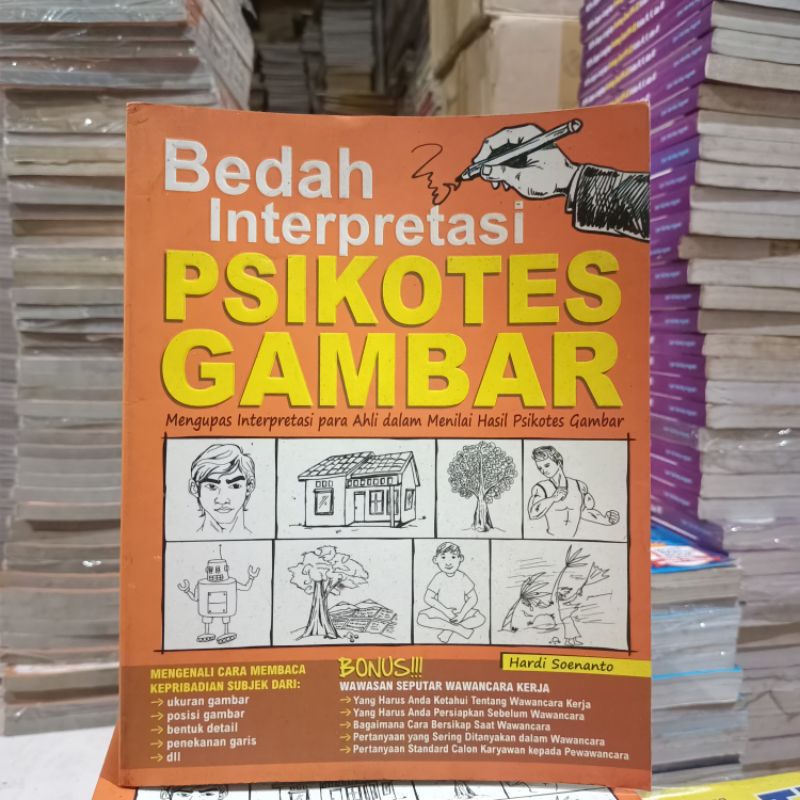 Bedah
Interpretasi
PSIKOTES
GAMBAR
Mengupas Interpretasi para Ahli dalam Menilai Hasil Psikotes Gambar
Hardi Soenanto
MENGENALI CARA MEMBACA
KEPRIBADIAN SUBJEK DARI:
→ ukuran gambar
→ posisi gambar
→ bentuk detail
→ penekanan garis
→ dll
BONUS!!!
WAWASAN SEPUTAR WAWANCARA KERJA
→ Yang Harus Anda Ketahui Tentang Wawancara Kerja
→ Yang Harus Anda Persiapkan Sebelum Wawancara
→ Bagaimana Cara Bersikap Saat Wawancara
→ Pertanyaan yang Sering Ditanyakan dalam Wawancara
→ Pertanyaan Standard Calon Karyawan kepada Pewawancara